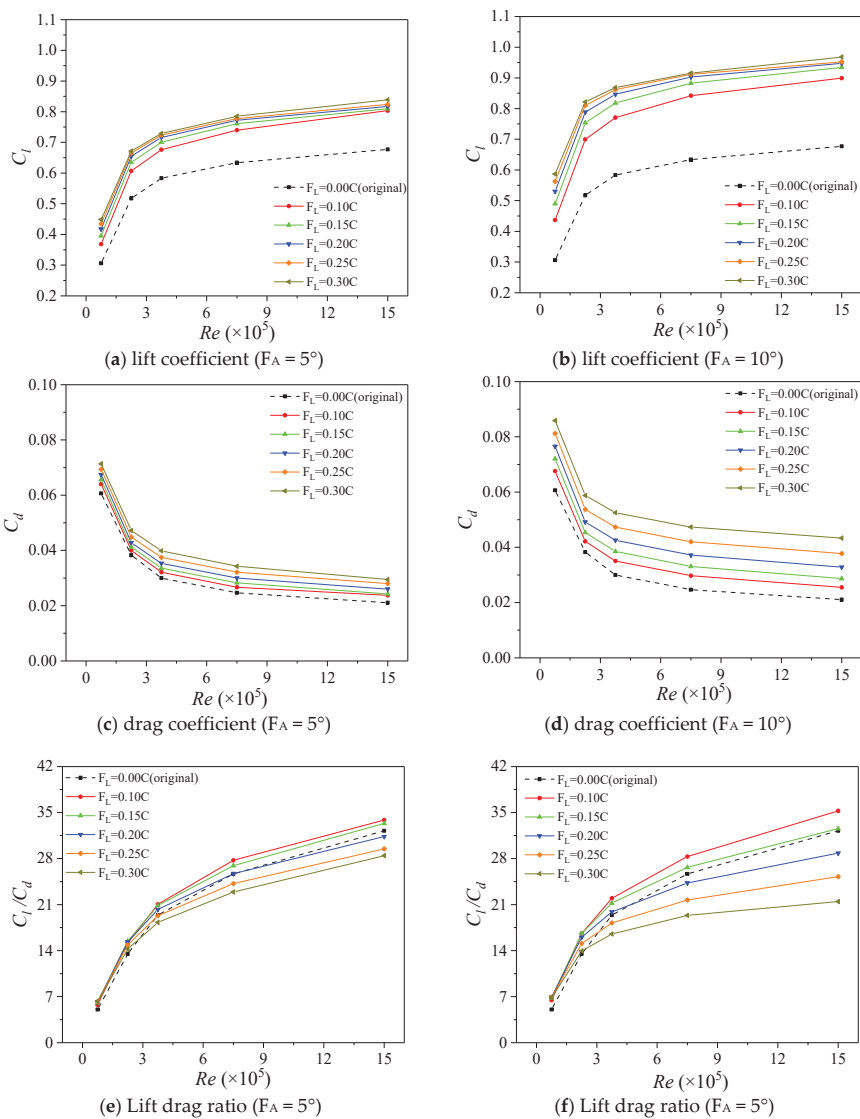 1.1
1.0
0.9
0.8
0.7
0.6
0.5
0.4
0.3
0.2
C_l
F_L=0.00C(original)
F_L=0.10C
F_L=0.15C
F_L=0.20C
F_L=0.25C
F_L=0.30C
0 3 6 9 12 15
Re (×10^5)
(a) lift coefficient (F_A = 5°)
1.1
1.0
0.9
0.8
0.7
0.6
0.5
0.4
0.3
0.2
C_l
F_L=0.00C(original)
F_L=0.10C
F_L=0.15C
F_L=0.20C
F_L=0.25C
F_L=0.30C
0 3 6 9 12 15
Re (×10^5)
(b) lift coefficient (F_A = 10°)
0.10
0.08
0.06
0.04
0.02
0.00
C_d
F_L=0.00C(original)
F_L=0.10C
F_L=0.15C
F_L=0.20C
F_L=0.25C
F_L=0.30C
0 3 6 9 12 15
Re (×10^5)
(c) drag coefficient (F_A = 5°)
0.10
0.08
0.06
0.04
0.02
0.00
C_d
F_L=0.00C(original)
F_L=0.10C
F_L=0.15C
F_L=0.20C
F_L=0.25C
F_L=0.30C
0 3 6 9 12 15
Re (×10^5)
(d) drag coefficient (F_A = 10°)
42
35
28
21
14
7
0
C_l/C_d
F_L=0.00C(original)
F_L=0.10C
F_L=0.15C
F_L=0.20C
F_L=0.25C
F_L=0.30C
0 3 6 9 12 15
Re (×10^5)
(e) Lift drag ratio (F_A = 5°)
42
35
28
21
14
7
0
C_l/C_d
F_L=0.00C(original)
F_L=0.10C
F_L=0.15C
F_L=0.20C
F_L=0.25C
F_L=0.30C
0 3 6 9 12 15
Re (×10^5)
(f) Lift drag ratio (F_A = 5°)